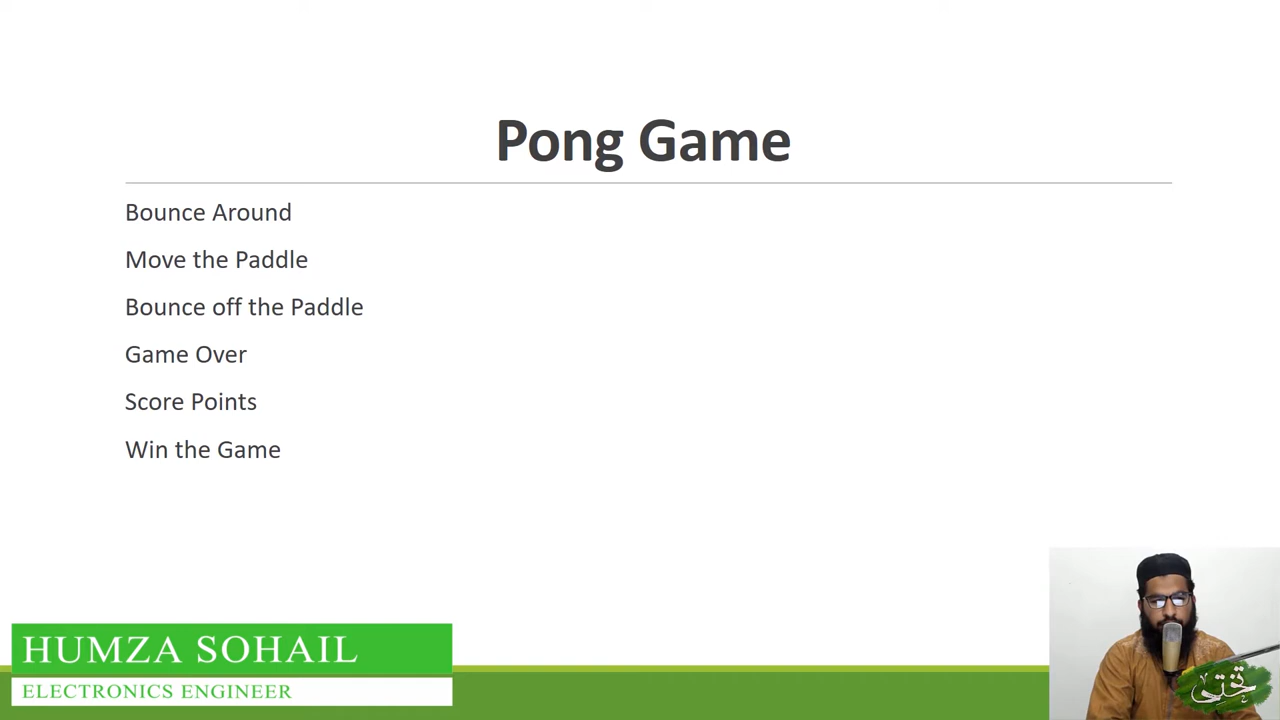 Pong Game
Bounce Around
Move the Paddle
Bounce off the Paddle
Game Over
Score Points
Win the Game
HUMZA SOHAIL
ELECTRONICS ENGINEER
تختی